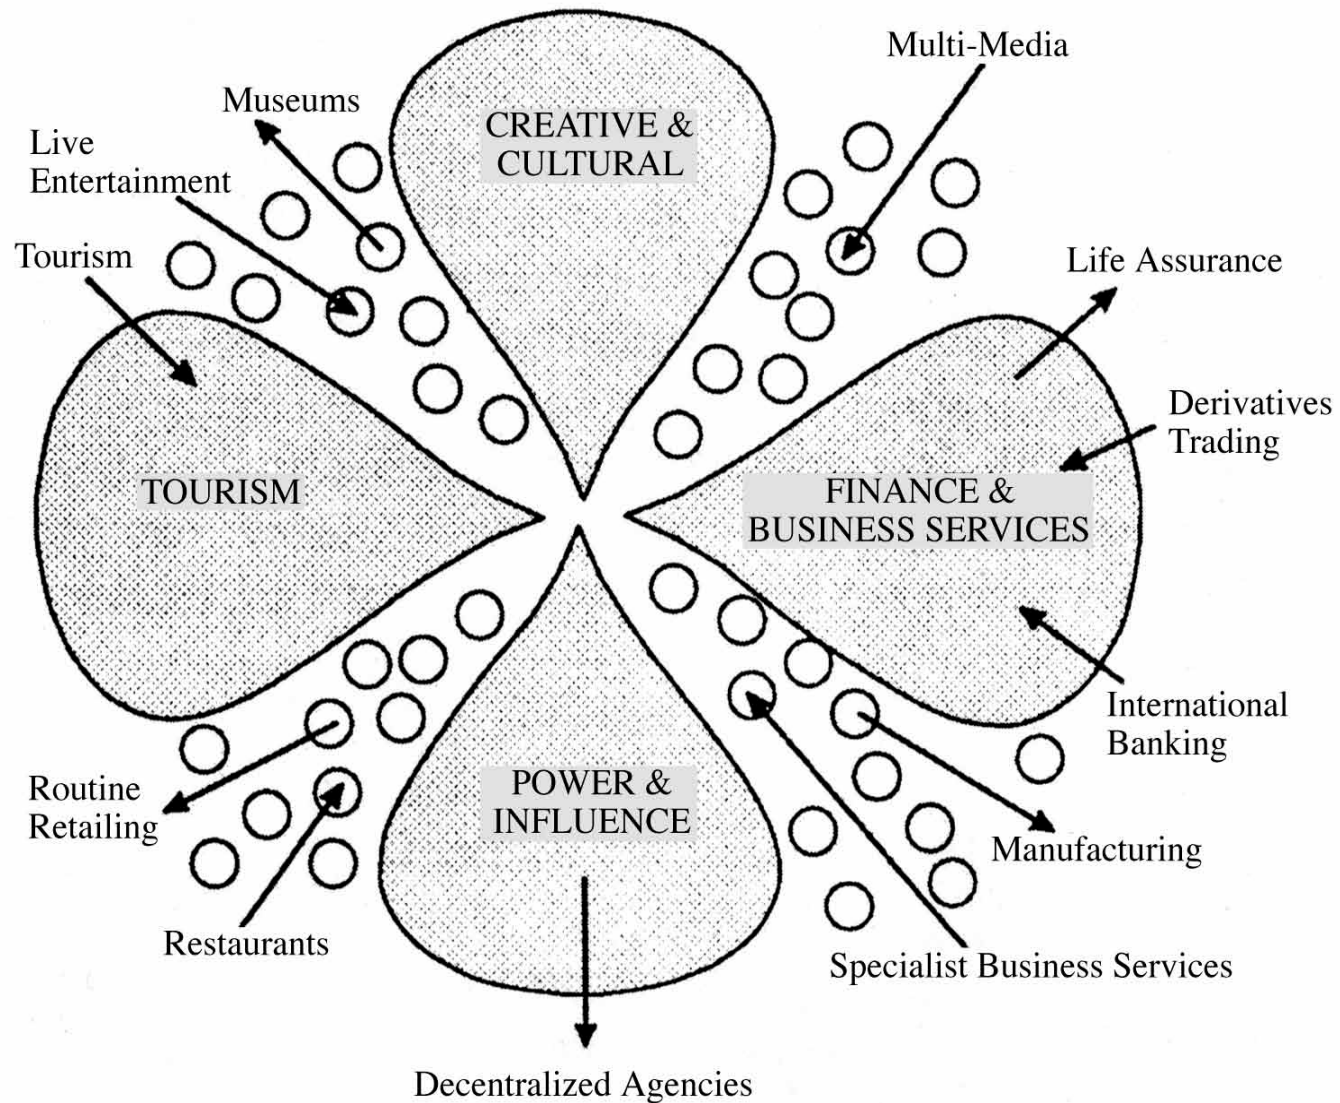 Multi-Media
Museums
CREATIVE &
CULTURAL
Live
Entertainment
Tourism
Life Assurance
Derivatives
Trading
TOURISM
FINANCE &
BUSINESS SERVICES
International
Banking
POWER &
INFLUENCE
Routine
Retailing
Manufacturing
Restaurants
Specialist Business Services
Decentralized Agencies